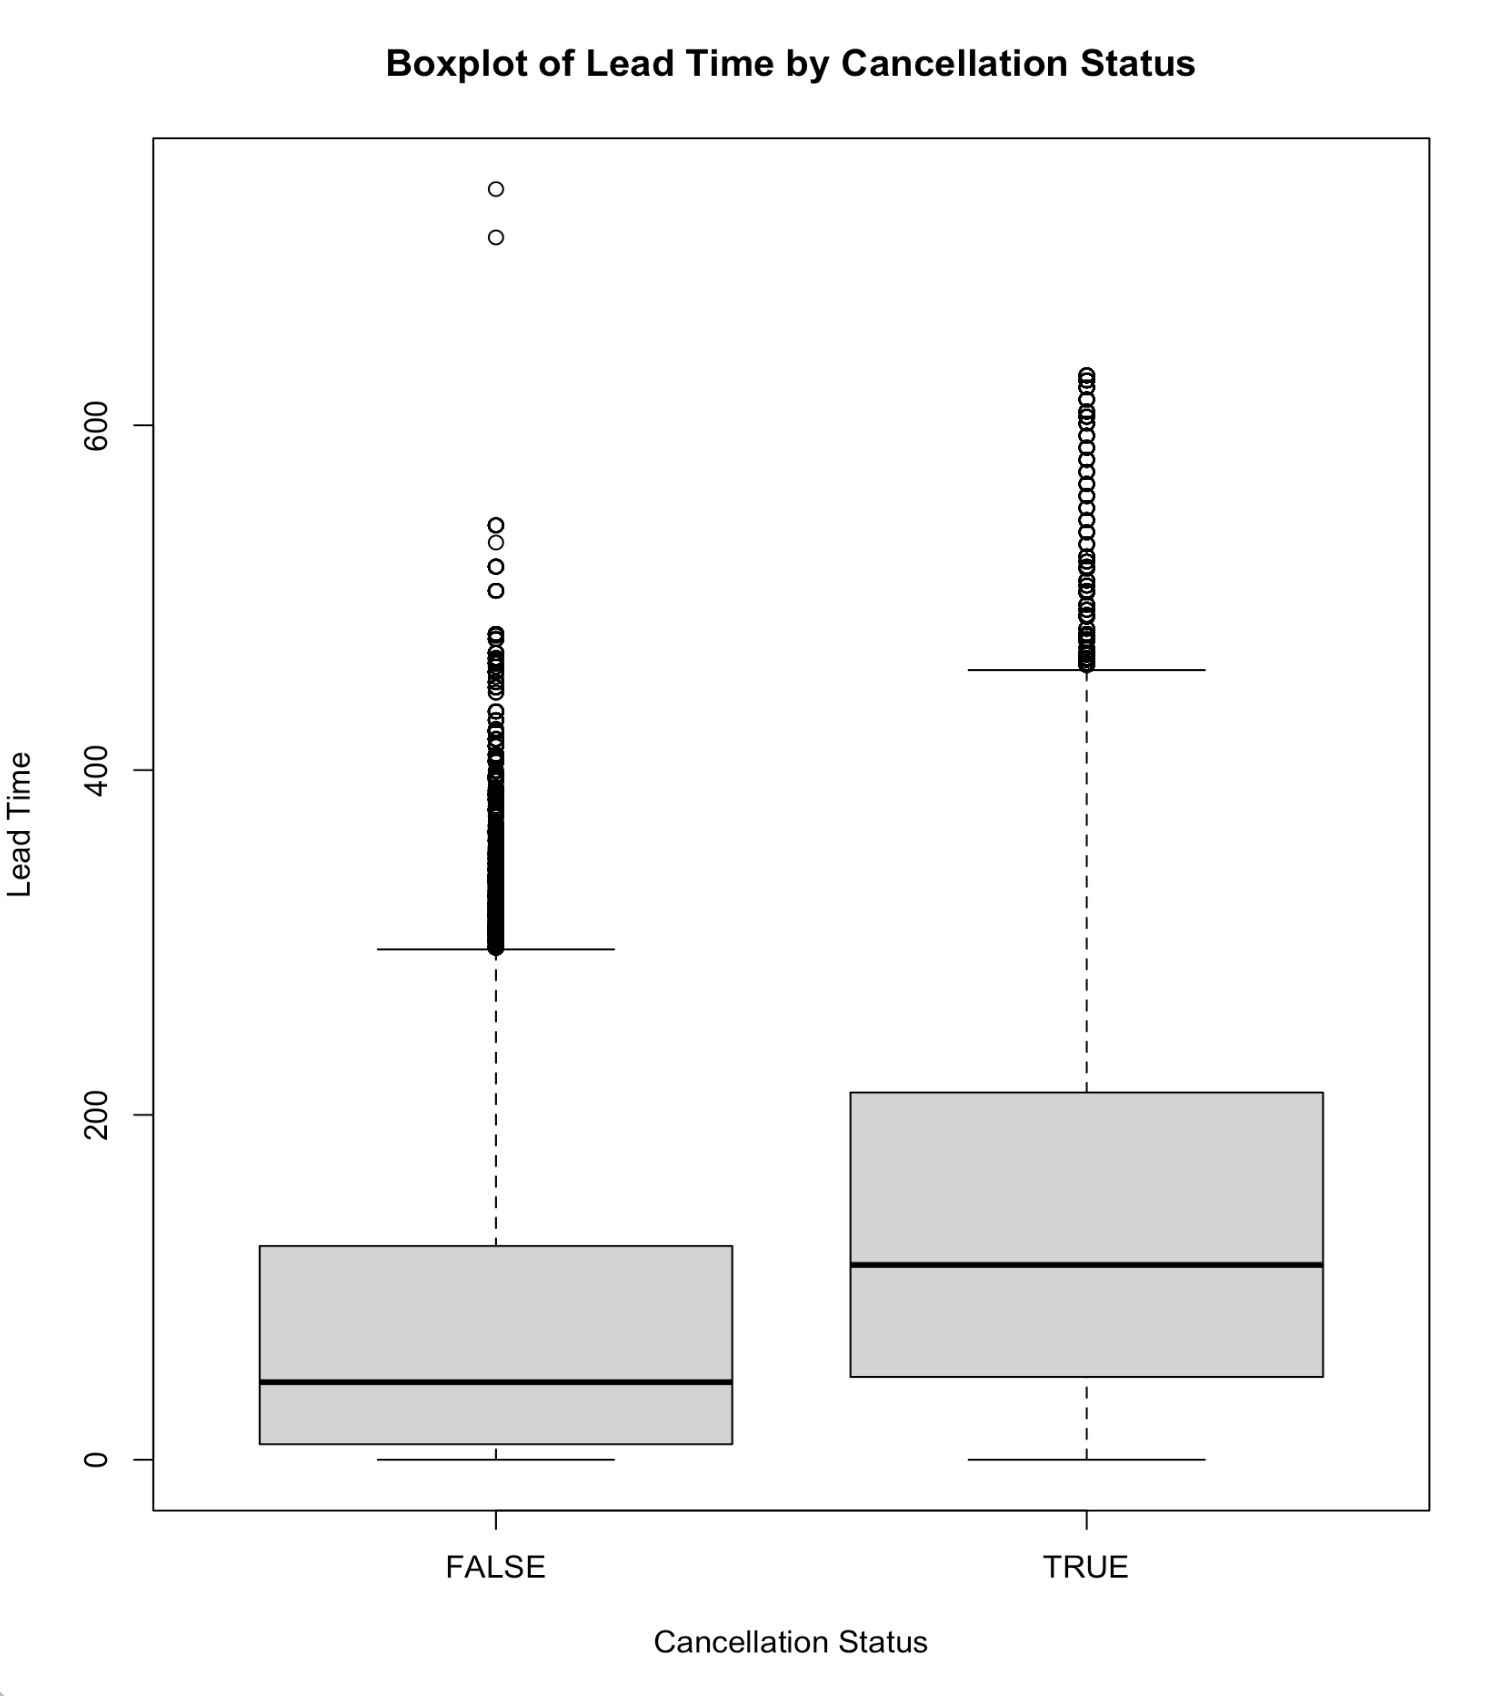 Boxplot of Lead Time by Cancellation Status
600
400
200
0
Lead Time
FALSE
TRUE
Cancellation Status